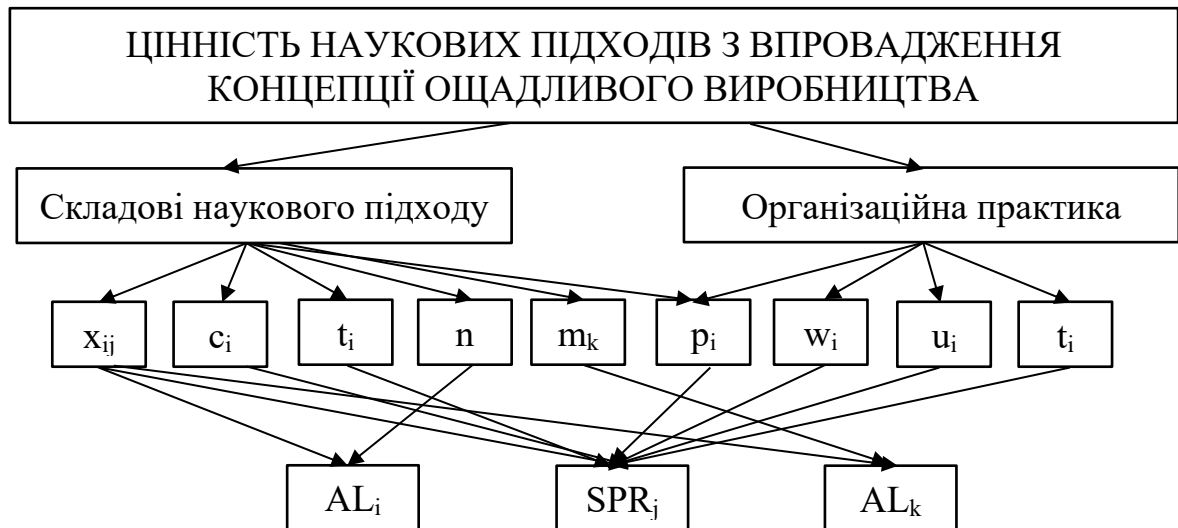 ЦІННІСТЬ НАУКОВИХ ПІДХОДІВ З ВПРОВАДЖЕННЯ
КОНЦЕПЦІЇ ОЩАДЛИВОГО ВИРОБНИЦТВА
Складові наукового підходу
Організаційна практика
xij
ci
ti
n
mk
pi
wi
ui
ti
ALi
SPRj
ALk